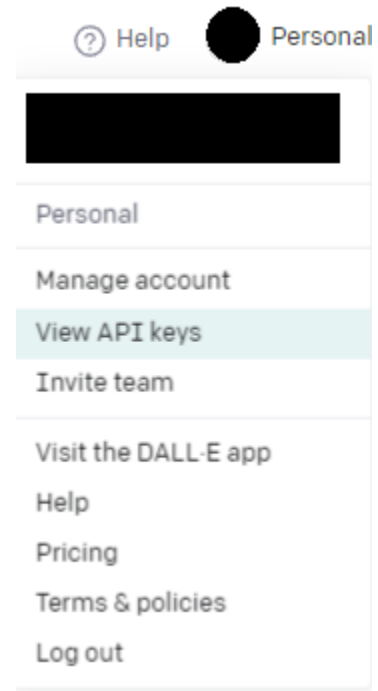 Help Personal
Personal
Manage account
View API keys
Invite team
Visit the DALL·E app
Help
Pricing
Terms & policies
Log out